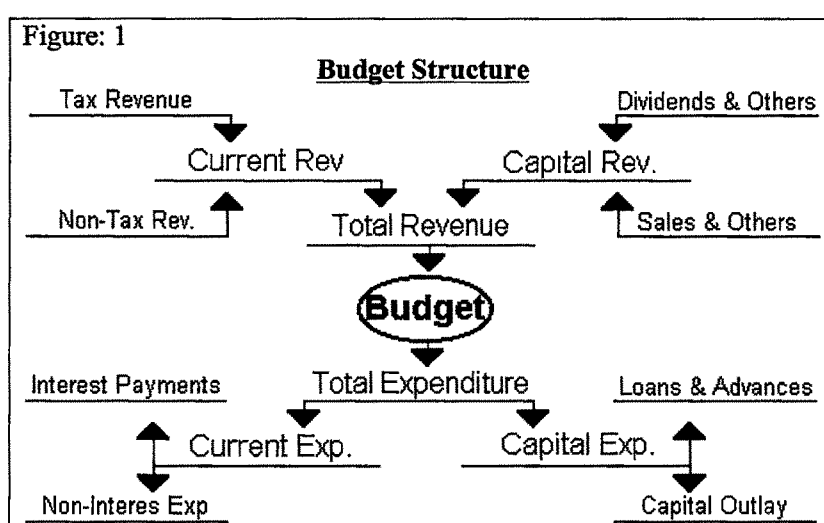 Figure: 1
Budget Structure
Tax Revenue
Dividends & Others
Current Rev
Capital Rev.
Non-Tax Rev.
Total Revenue
Sales & Others
Budget
Interest Payments
Total Expenditure
Loans & Advances
Current Exp.
Capital Exp.
Non-Interes Exp
Capital Outlay